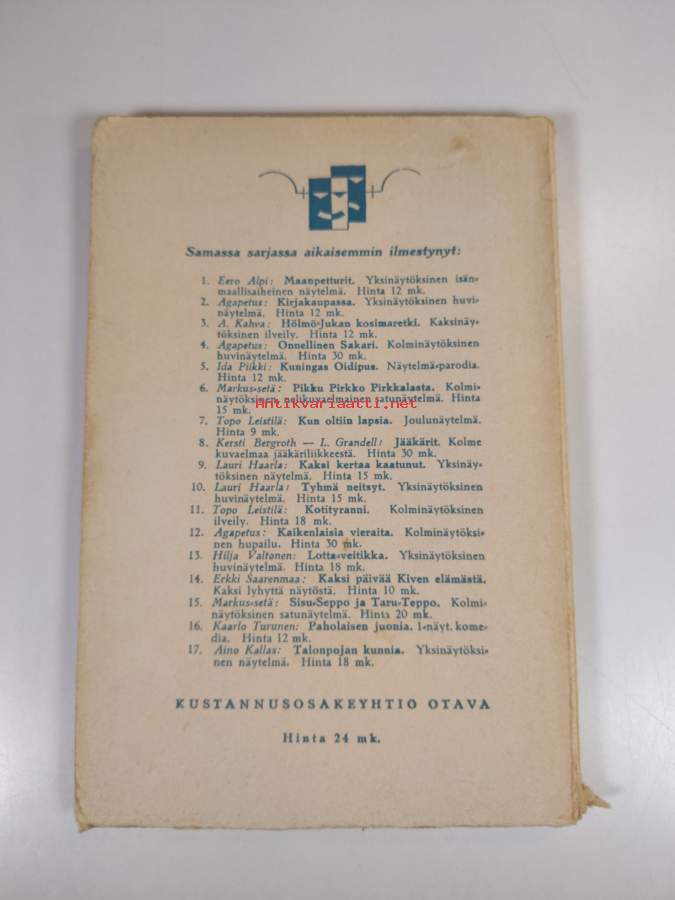 Samassa sarjassa aikaisemmin ilmestynyt:
1. Eero Alpi: Maanpetturit. Yksinäytöksinen isän-
maallisaiheinen näytelmä. Hinta 12 mk.
2. Agapetus: Kirjakaupassa. Yksinäytöksinen huvi-
näytelmä. Hinta 12 mk.
3. A. Kahva: Hölmö-Jukan kosimaretki. Kaksinäy-
töksinen ilveily. Hinta 12 mk.
4. Agapetus: Onnellinen Sakari. Kolminäytöksinen
huvinäytelmä. Hinta 30 mk.
5. Ida Piikki: Kuningas Oidipus. Näytelmä-parodia.
Hinta 12 mk.
6. Markus-setä: Pikku Pirkko Pirkkalasta. Kolmi-
näytöksinen, nelikuvaelmainen satunäytelmä. Hinta
Antikvariaatti.net
15 mk.
7. Topo Leistilä: Kun oltiin lapsia. Joulunäytelmä.
Hinta 9 mk.
8. Kersti Bergroth — L. Grandell: Jääkärit. Kolme
kuvaelmaa jääkäriliikkeestä. Hinta 30 mk.
9. Lauri Haarla: Kaksi kertaa kaatunut. Yksinäy-
töksinen näytelmä. Hinta 15 mk.
10. Lauri Haarla: Tyhmä neitsyt. Yksinäytöksinen
huvinäytelmä. Hinta 15 mk.
11. Topo Leistilä: Kotityranni. Kolminäytöksinen
ilveily. Hinta 18 mk.
12. Agapetus: Kaikenlaisia vieraita. Kolminäytöksi-
nen hupailu. Hinta 30 mk.
13. Hilja Valtonen: Lotta-veitikka. Yksinäytöksinen
huvinäytelmä. Hinta 18 mk.
14. Erkki Saarenmaa: Kaksi päivää Kiven elämästä.
Kaksi lyhyttä näytöstä. Hinta 10 mk.
15. Markus-setä: Sisu-Seppo ja Taru-Teppo. Kolmi-
näytöksinen satunäytelmä. Hinta 20 mk.
16. Kaarlo Turunen: Paholaisen juonia. 1-näyt. kome-
dia. Hinta 12 mk.
17. Aino Kallas: Talonpojan kunnia. Yksinäytöksi-
nen näytelmä. Hinta 18 mk.
KUSTANNUSOSAKEYHTIÖ OTAVA
Hinta 24 mk.